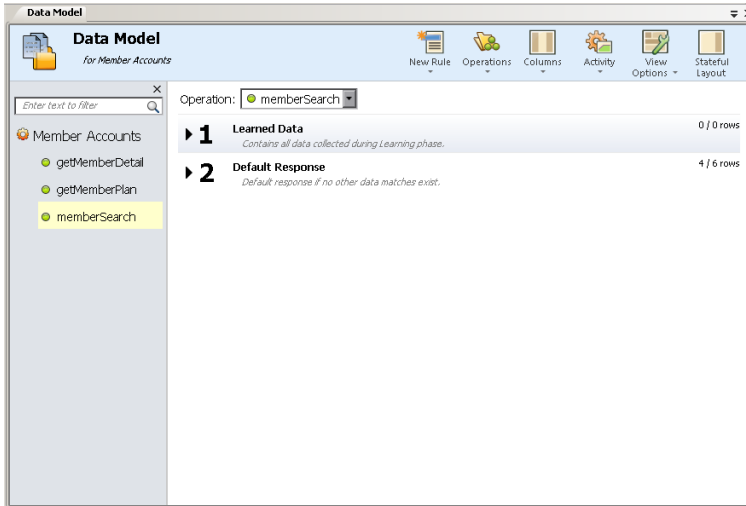 Data Model
Data Model
for Member Accounts
New Rule
Operations
Columns
Activity
View
Options
Stateful
Layout
Enter text to filter
Member Accounts
getMemberDetail
getMemberPlan
memberSearch
Operation: memberSearch
1 Learned Data 0 / 0 rows
Contains all data collected during Learning phase.
2 Default Response 4 / 6 rows
Default response if no other data matches exist.